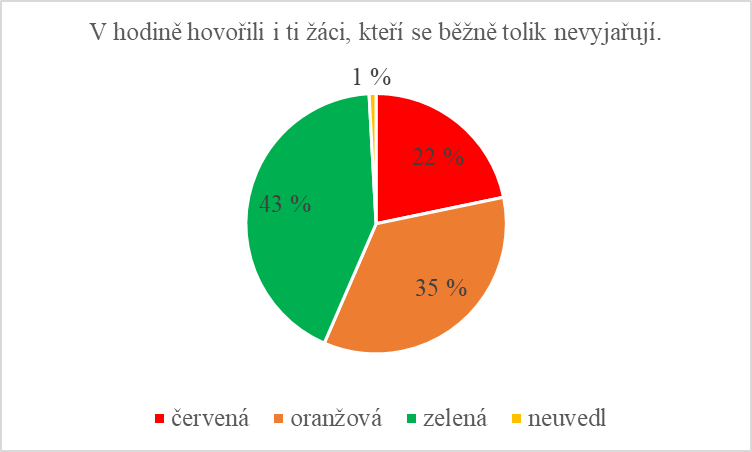 V hodině hovořili i ti žáci, kteří se běžně tolik nevyjařují.
1 %
22 %
43 %
35 %
červená oranžová zelená neuvedl